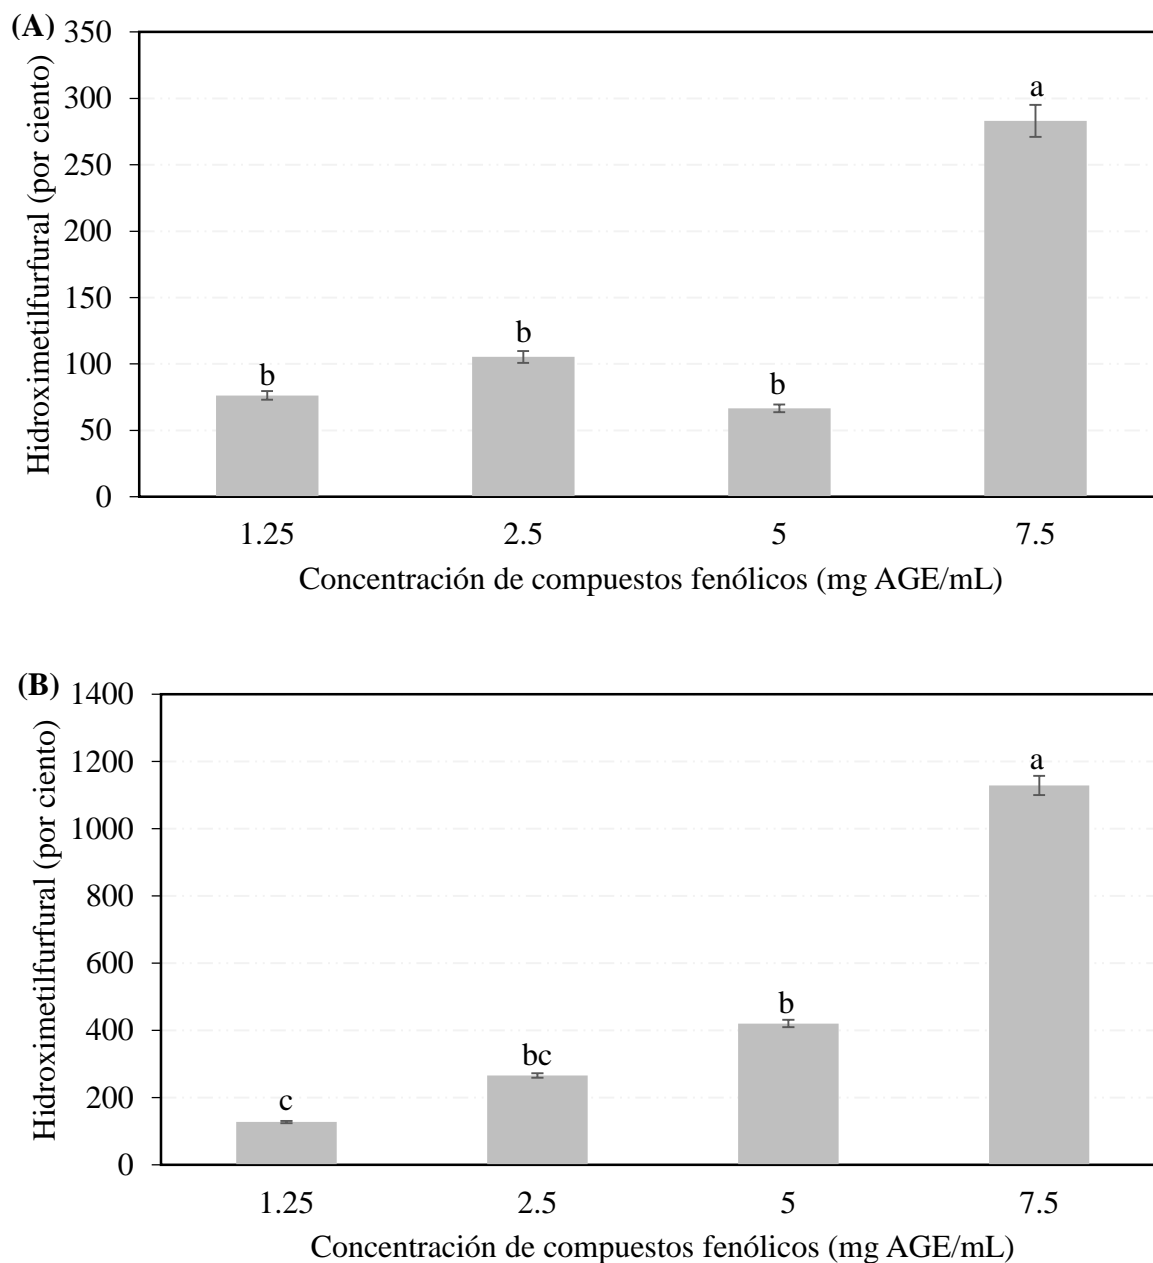 (A)
Hidroximetilfurfural (por ciento)
350
300
250
200
150
100
50
0
b
b
b
a
1.25 2.5 5 7.5
Concentración de compuestos fenólicos (mg AGE/mL)
(B)
Hidroximetilfurfural (por ciento)
1400
1200
1000
800
600
400
200
0
c
bc
b
a
1.25 2.5 5 7.5
Concentración de compuestos fenólicos (mg AGE/mL)